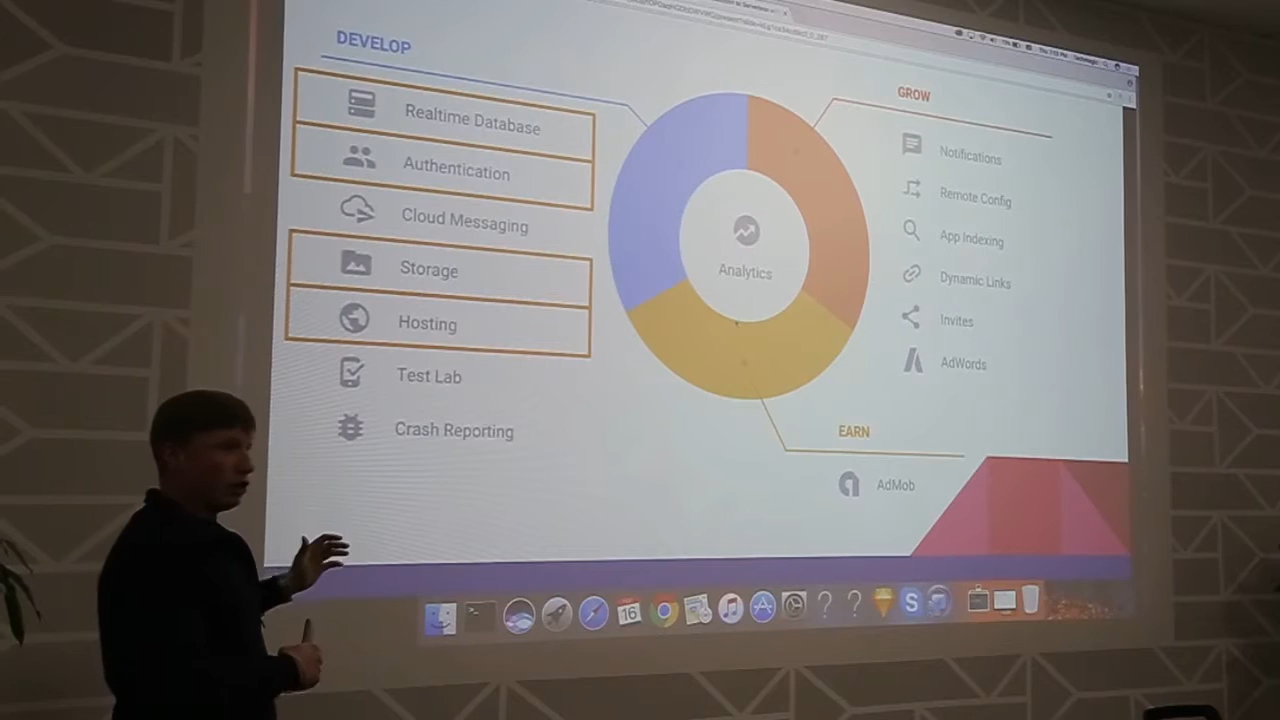 DEVELOP
Realtime Database
Authentication
Cloud Messaging
Storage
Hosting
Test Lab
Crash Reporting
Analytics
GROW
Notifications
Remote Config
App Indexing
Dynamic Links
Invites
AdWords
EARN
AdMob
16
S